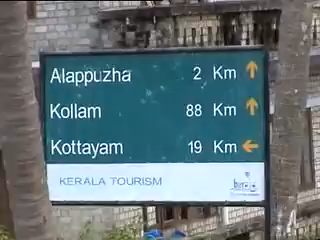 Alappuzha 2 Km ↑
Kollam 88 Km ↑
Kottayam 19 Km ←
KERALA TOURISM